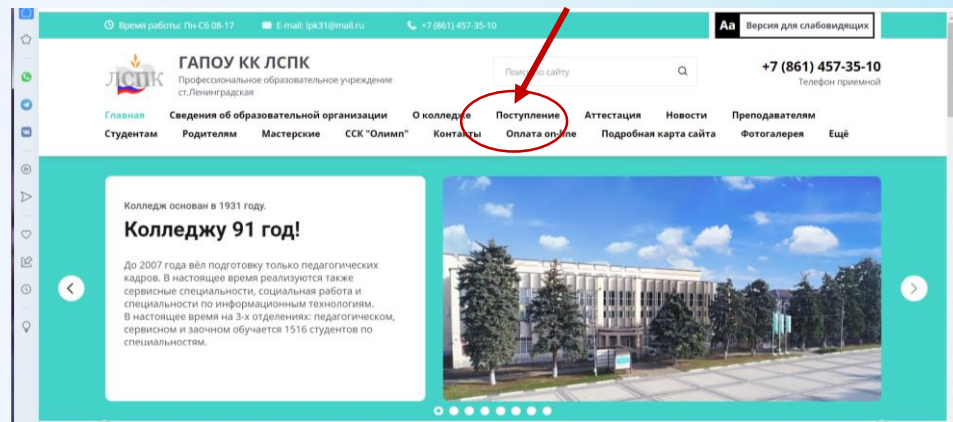 Время работы: Пн-Сб 08-17 E-mail: lpk31@mail.ru +7 (861) 457-35-10
Aa Версия для слабовидящих
ЛСПК
ГАПОУ КК ЛСПК
Профессиональное образовательное учреждение
ст.Ленинградская
Поиск по сайту
+7 (861) 457-35-10
Телефон приемной
Главная Сведения об образовательной организации О колледже Поступление Аттестация Новости Преподавателям
Студентам Родителям Мастерские ССК "Олимп" Контакты Оплата on-line Подробная карта сайта Фотогалерея Ещё
Колледж основан в 1931 году.
Колледжу 91 год!
До 2007 года вёл подготовку только педагогических
кадров. В настоящее время реализуются также
сервисные специальности, социальная работа и
специальности по информационным технологиям.
В настоящее время на 3-х отделениях: педагогическом,
сервисном и заочном обучается 1516 студентов по
специальностям.